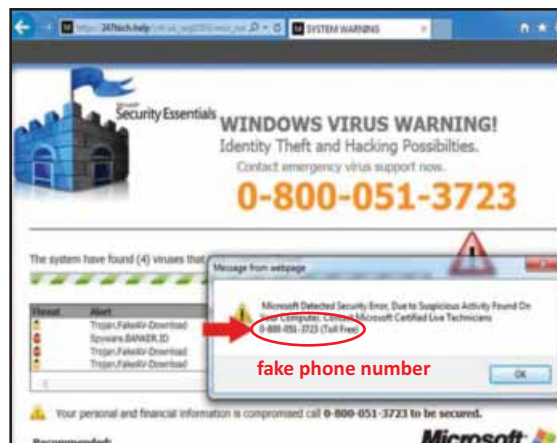 247tech.help
SYSTEM WARNING
Microsoft
Security Essentials
WINDOWS VIRUS WARNING!
Identity Theft and Hacking Possibilties.
Contact emergency virus support now.
0-800-051-3723
The system have found (4) viruses that
Message from webpage
Microsoft Detected Security Error, Due to Suspicious Activity Found On
Your Computer. Contact Microsoft Certified Live Technicians
0-800-051-3723 (Toll Free)
fake phone number
OK
Threat Alert
Trojan.FakeAV-Download
Spyware.BANKER.ID
Trojan.FakeAV-Download
Trojan.FakeAV-Download
Your personal and financial information is compromised call 0-800-051-3723 to be secured.
Recommended:
Microsoft